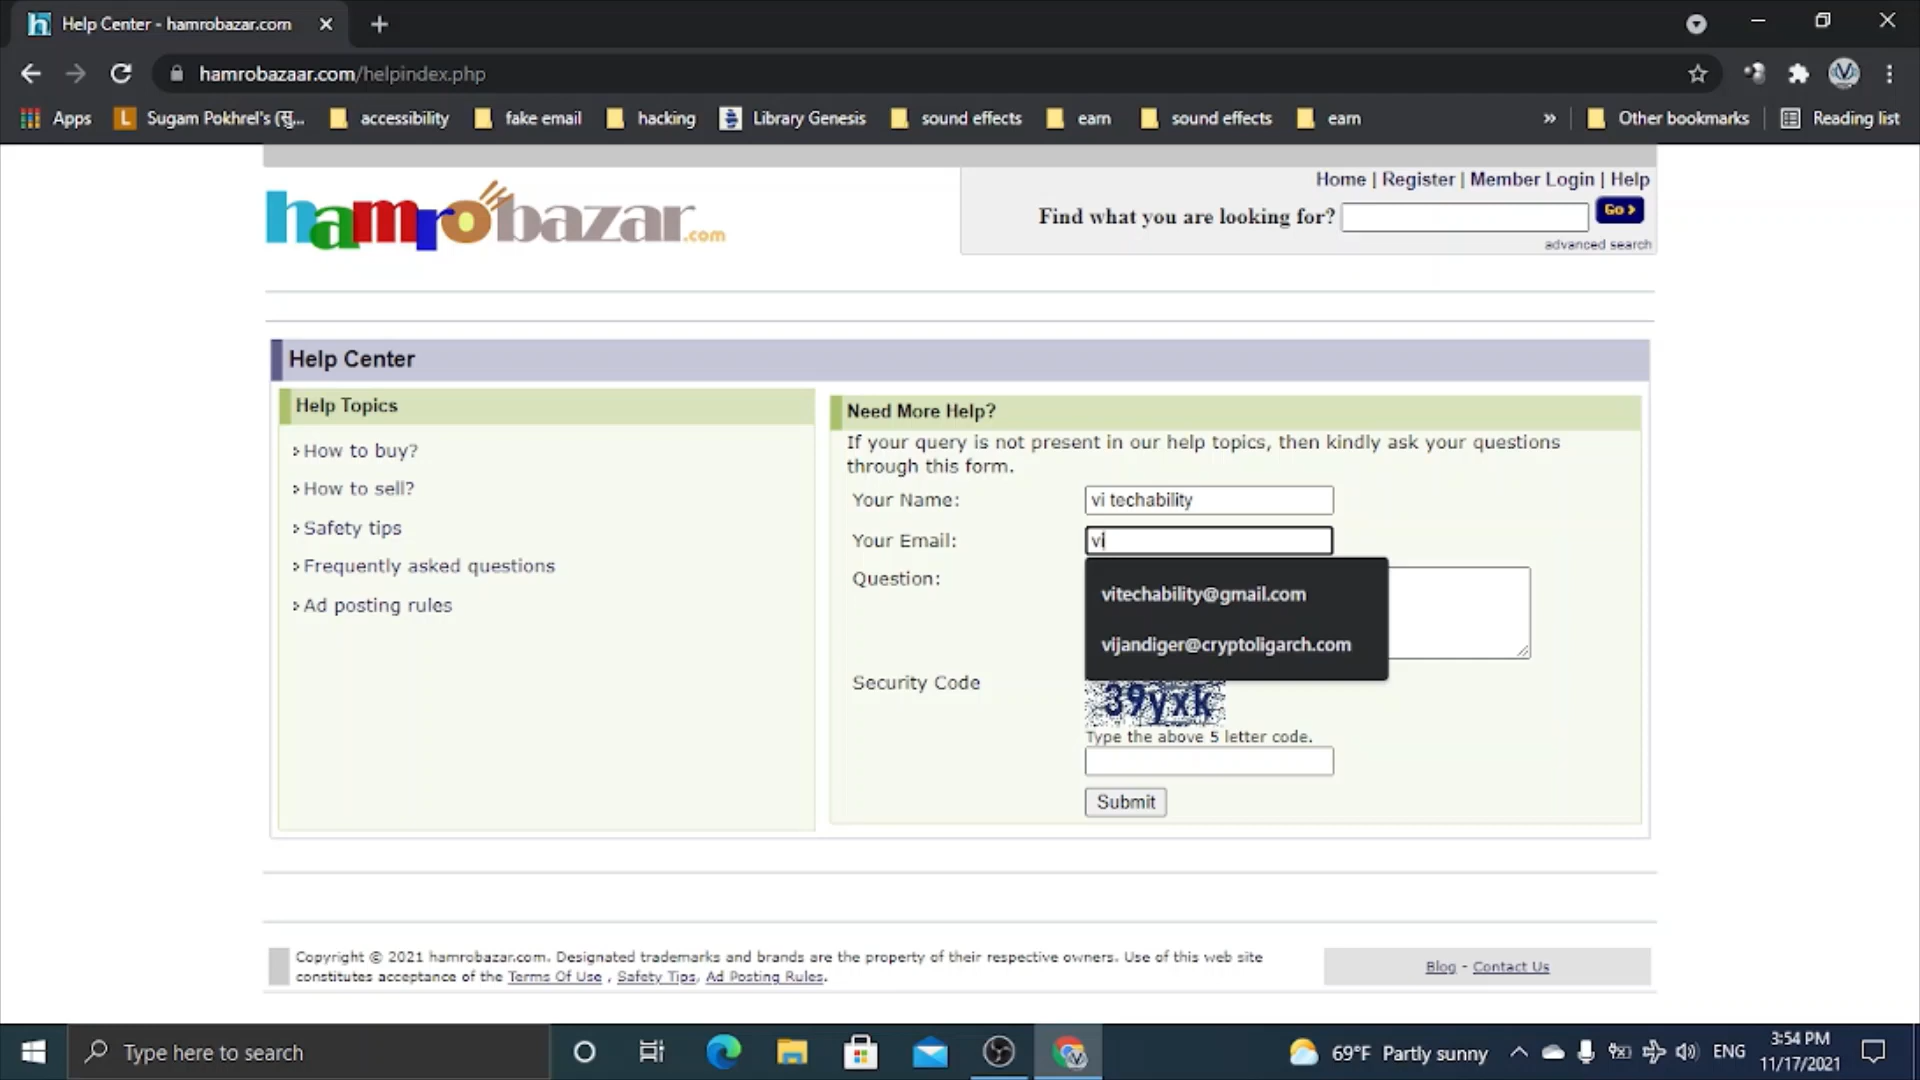 Help Center - hamrobazar.com
hamrobazaar.com/helpindex.php
Apps
Sugam Pokhrel's (सु...
accessibility
fake email
hacking
Library Genesis
sound effects
earn
sound effects
earn
»
Other bookmarks
Reading list
hamrobazar.com
Home | Register | Member Login | Help
Find what you are looking for?
Go >
advanced search
Help Center
Help Topics
How to buy?
How to sell?
Safety tips
Frequently asked questions
Ad posting rules
Need More Help?
If your query is not present in our help topics, then kindly ask your questions
through this form.
Your Name:
vi techability
Your Email:
vi
vitechability@gmail.com
vijandiger@cryptoligarch.com
Question:
Security Code
39yxk
Type the above 5 letter code.
Submit
Copyright © 2021 hamrobazar.com. Designated trademarks and brands are the property of their respective owners. Use of this web site
constitutes acceptance of the Terms Of Use , Safety Tips, Ad Posting Rules.
Blog - Contact Us
Type here to search
69°F Partly sunny
ENG
3:54 PM
11/17/2021